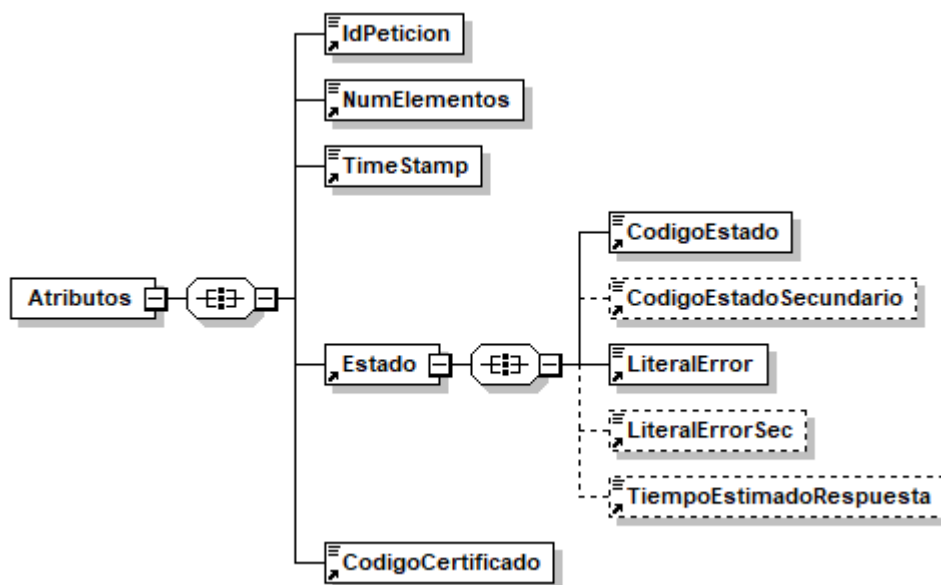 IdPeticion
NumElementos
TimeStamp
CodigoEstado
Atributos
CodigoEstadoSecundario
Estado
LiteralError
LiteralErrorSec
TiempoEstimadoRespuesta
CodigoCertificado